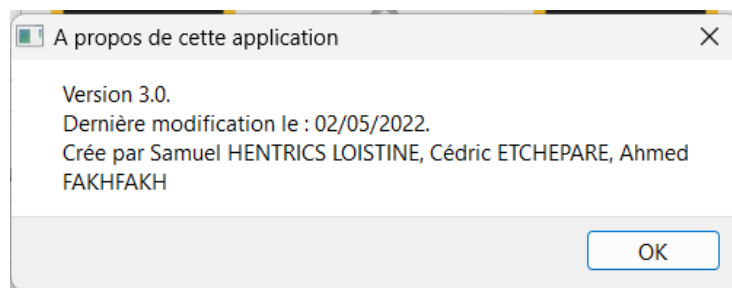 A propos de cette application
Version 3.0.
Dernière modification le : 02/05/2022.
Crée par Samuel HENTRICS LOISTINE, Cédric ETCHEPARE, Ahmed
FAKHFAKH
OK